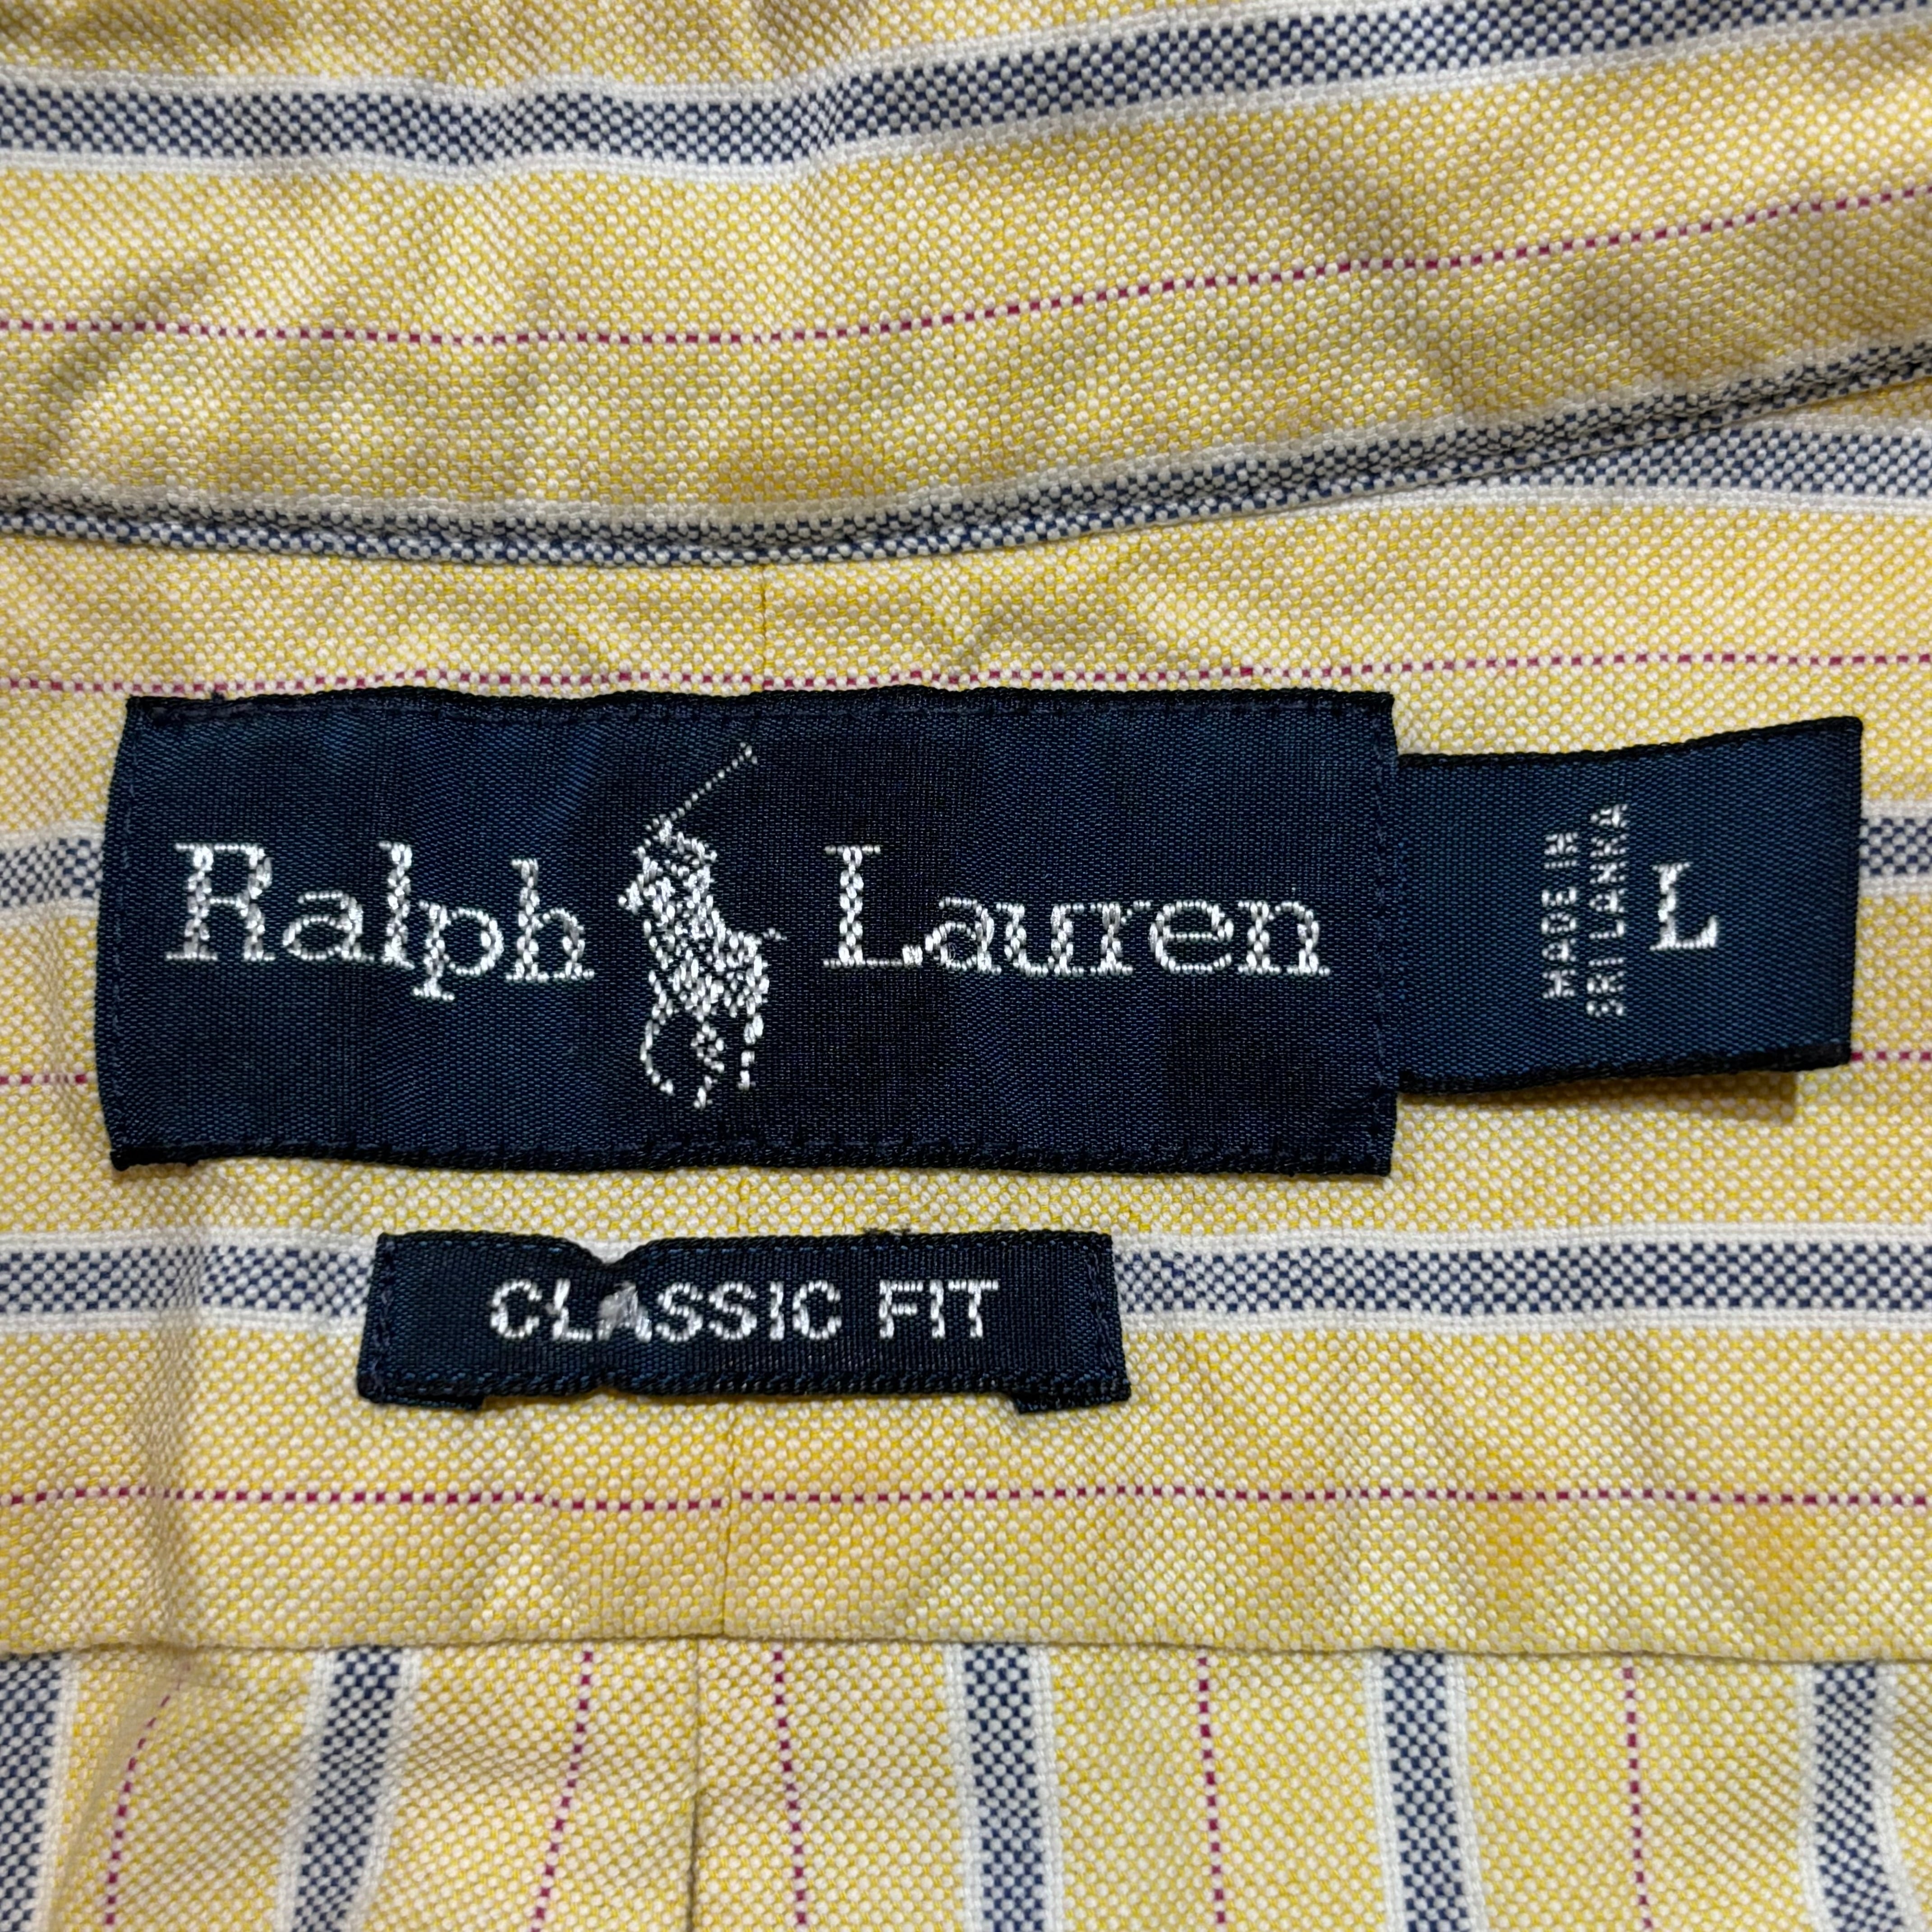 Ralph Lauren
MADE IN
SRI LANKA
L
CLASSIC FIT